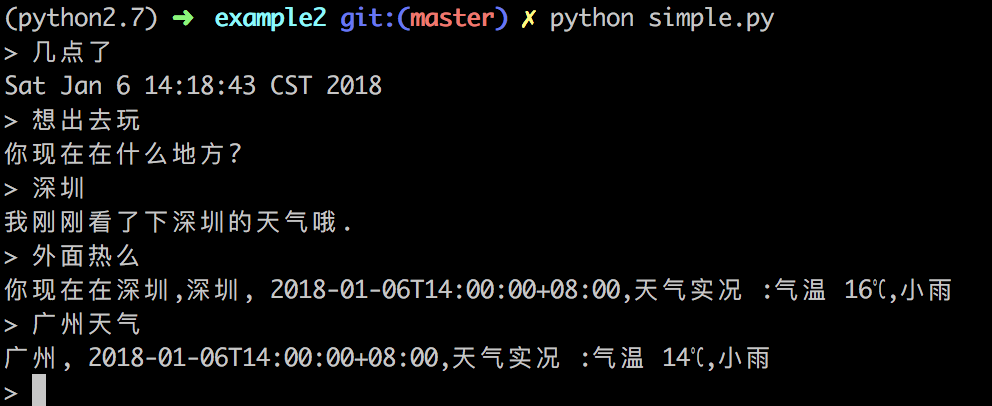 (python2.7) ➜ example2 git:(master) ✗ python simple.py
> 几点了
Sat Jan 6 14:18:43 CST 2018
> 想出去玩
你现在在什么地方?
> 深圳
我刚刚看了下深圳的天气哦.
> 外面热么
你现在在深圳,深圳, 2018-01-06T14:00:00+08:00,天气实况 :气温 16℃,小雨
> 广州天气
广州, 2018-01-06T14:00:00+08:00,天气实况 :气温 14℃,小雨
>